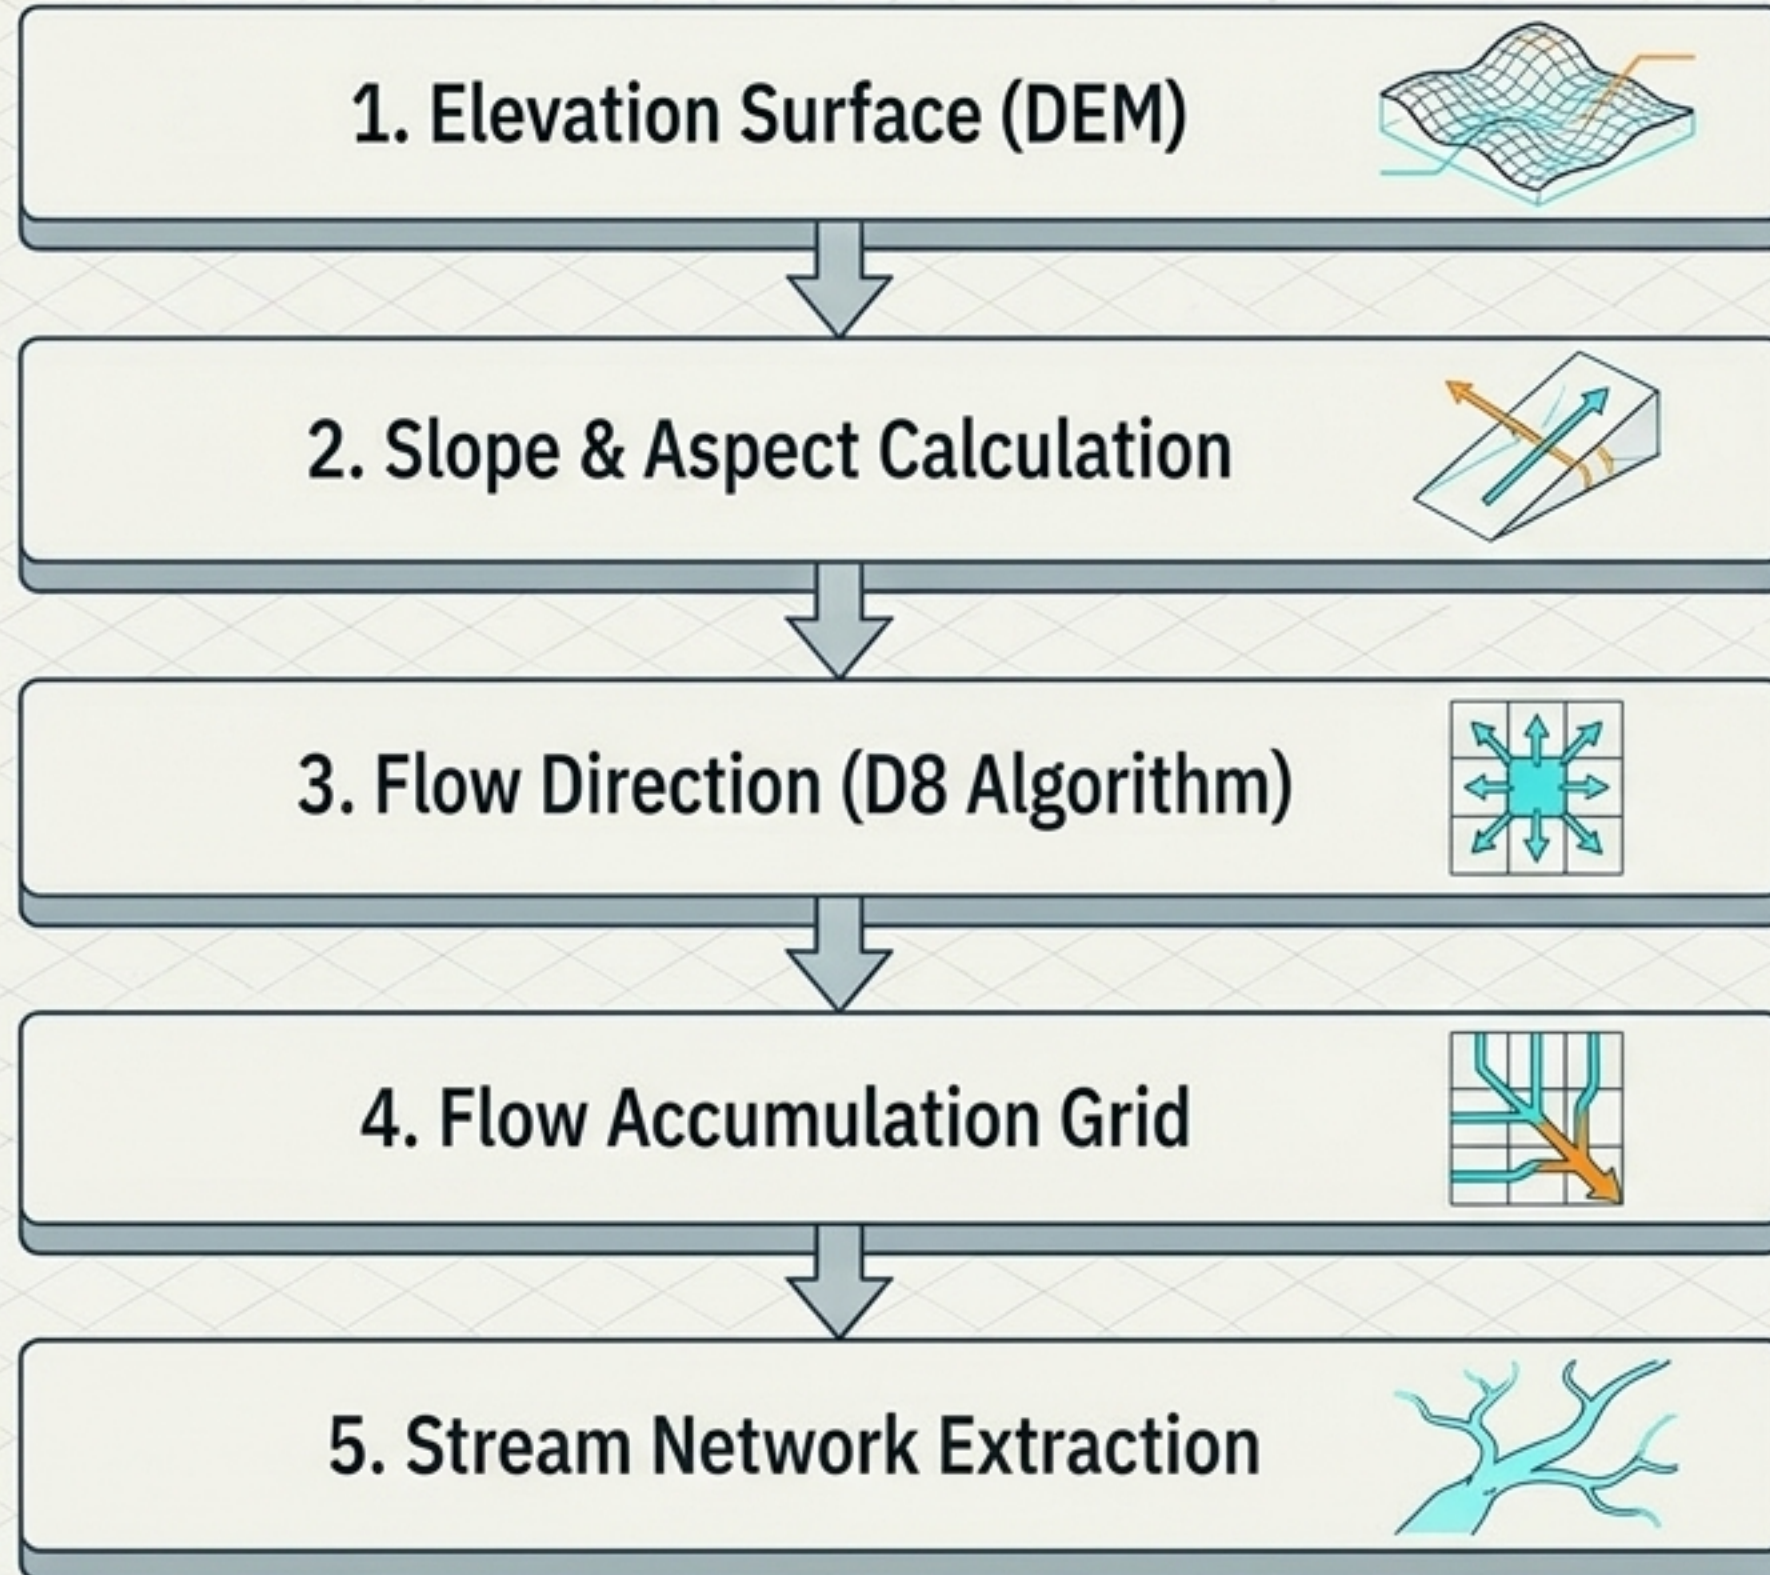 1. Elevation Surface (DEM)
2. Slope & Aspect Calculation
3. Flow Direction (D8 Algorithm)
4. Flow Accumulation Grid
5. Stream Network Extraction